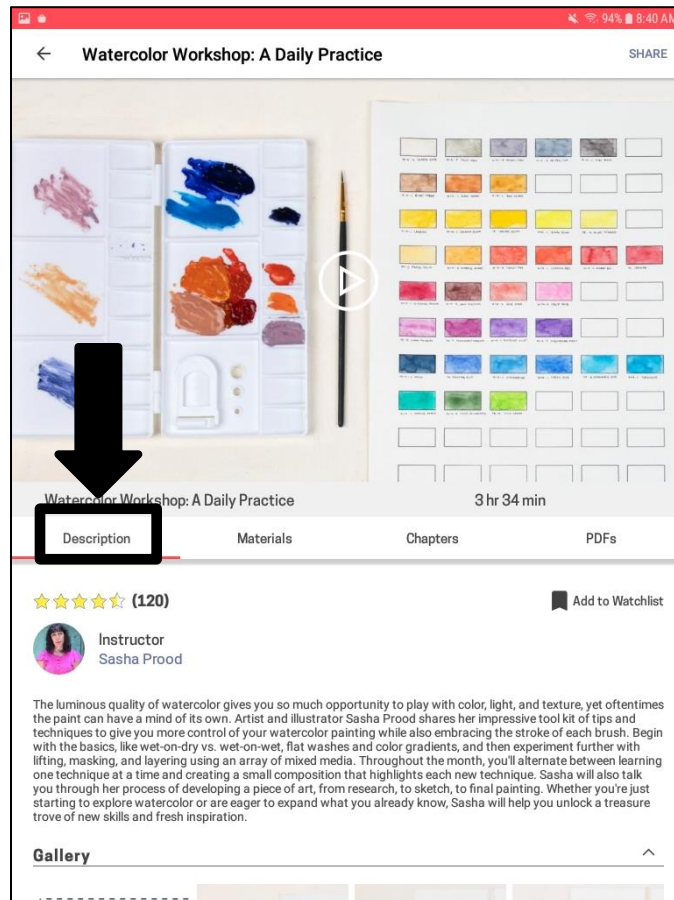 94% 8:40 AM
Watercolor Workshop: A Daily Practice
SHARE
Watercolor Workshop: A Daily Practice
3 hr 34 min
Description
Materials
Chapters
PDFs
(120)
Add to Watchlist
Instructor
Sasha Prood
The luminous quality of watercolor gives you so much opportunity to play with color, light, and texture, yet oftentimes
the paint can have a mind of its own. Artist and illustrator Sasha Prood shares her impressive tool kit of tips and
techniques to give you more control of your watercolor painting while also embracing the stroke of each brush. Begin
with the basics, like wet-on-dry vs. wet-on-wet, flat washes and color gradients, and then experiment further with
lifting, masking, and layering using an array of mixed media. Throughout the month, you'll alternate between learning
one technique at a time and creating a small composition that highlights each new technique. Sasha will also talk
you through her process of developing a piece of art, from research, to sketch, to final painting. Whether you're just
starting to explore watercolor or are eager to expand what you already know, Sasha will help you unlock a treasure
trove of new skills and fresh inspiration.
Gallery